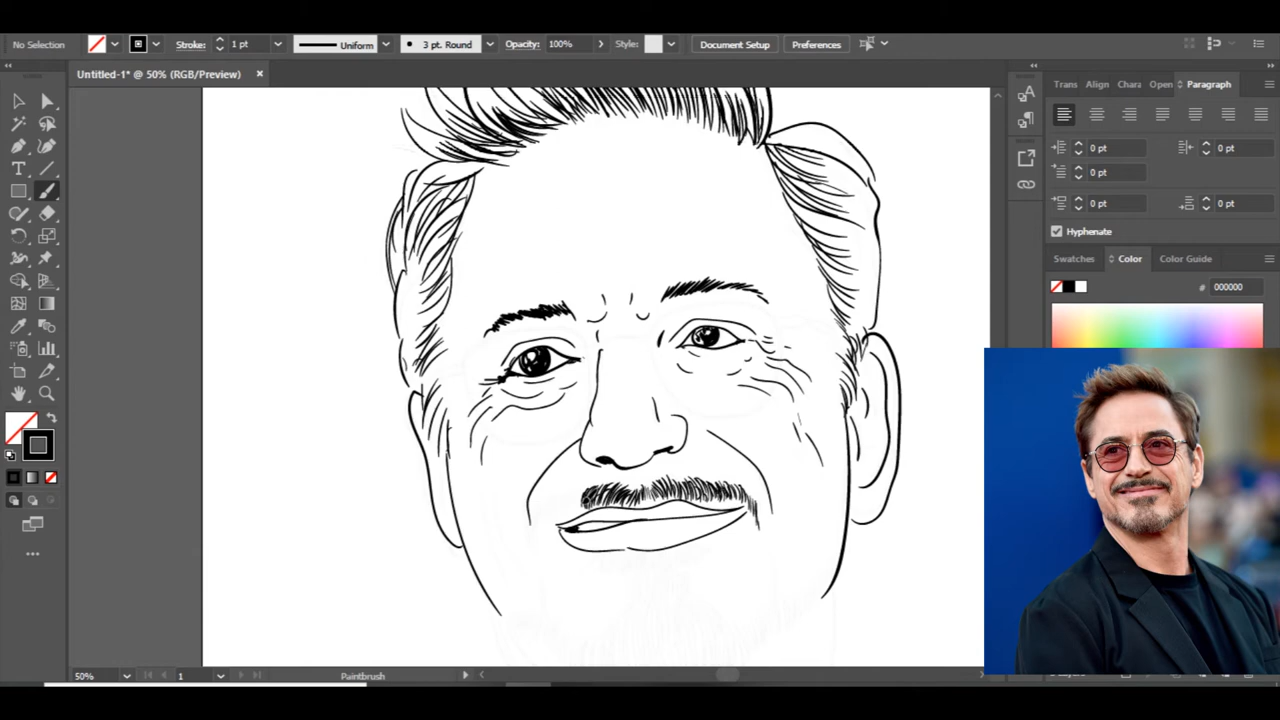 No Selection Stroke: 1 pt Uniform 3 pt. Round Opacity: 100% Style: Document Setup Preferences
Untitled-1* @ 50% (RGB/Preview) ×
Trans Align Chara Open Paragraph
0 pt 0 pt
0 pt
0 pt 0 pt
Hyphenate
Swatches Color Color Guide
# 000000
50% 1 Paintbrush